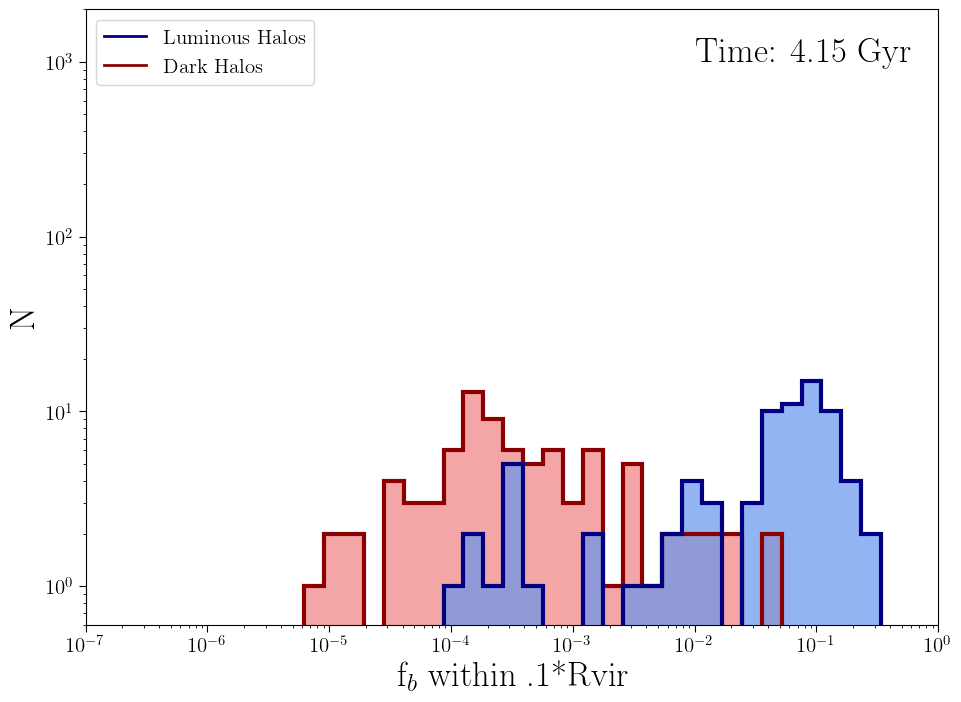 Luminous Halos
Dark Halos
Time: 4.15 Gyr
10³
10²
10¹
10⁰
N
10⁻⁷ 10⁻⁶ 10⁻⁵ 10⁻⁴ 10⁻³ 10⁻² 10⁻¹ 10⁰
f_b within .1*Rvir